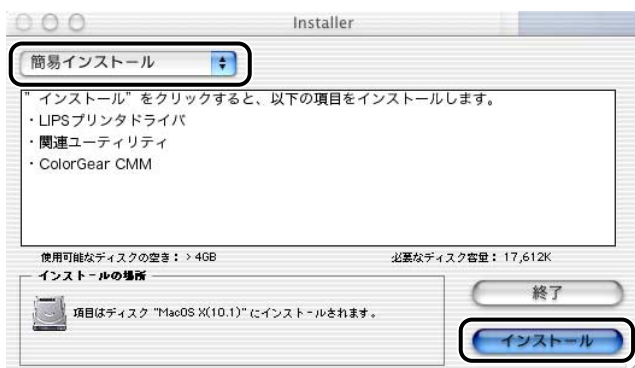 Installer
簡易インストール
"インストール"をクリックすると、以下の項目をインストールします。
・LIPSプリンタドライバ
・関連ユーティリティ
・ColorGear CMM
使用可能なディスクの空き：> 4GB
必要なディスク容量：17,612K
インストールの場所
項目はディスク "MacOS X(10.1)"にインストールされます。
終了
インストール